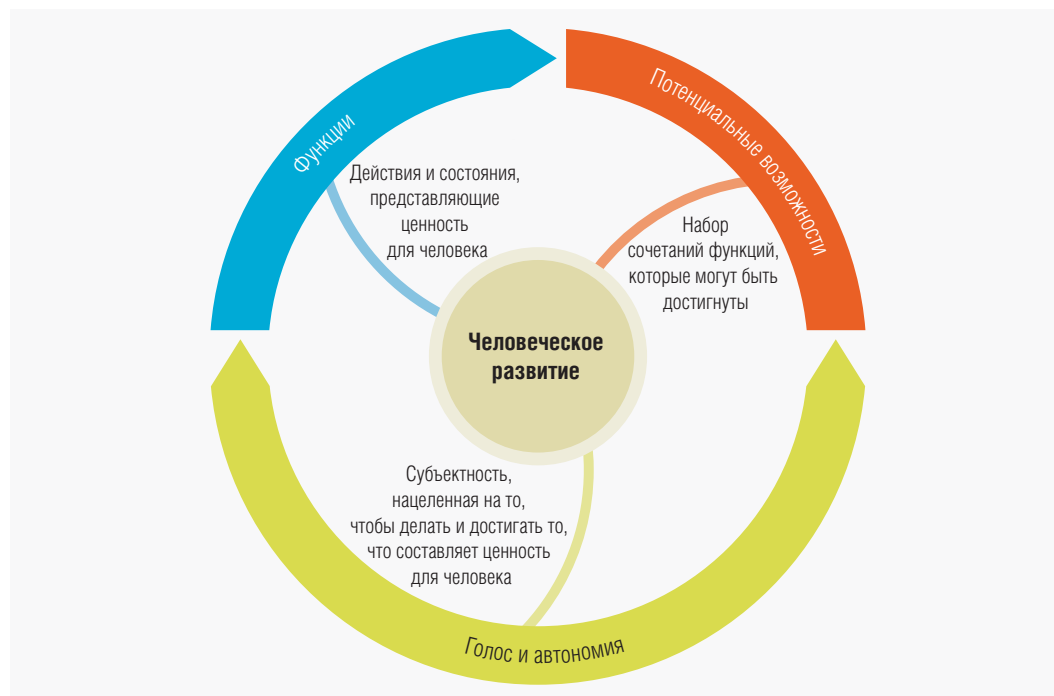 Функции
Действия и состояния,
представляющие
ценность
для человека
Потенциальные возможности
Набор
сочетаний функций,
которые могут быть
достигнуты
Человеческое
развитие
Субъектность,
нацеленная на то,
чтобы делать и достигать то,
что составляет ценность
для человека
Голос и автономия